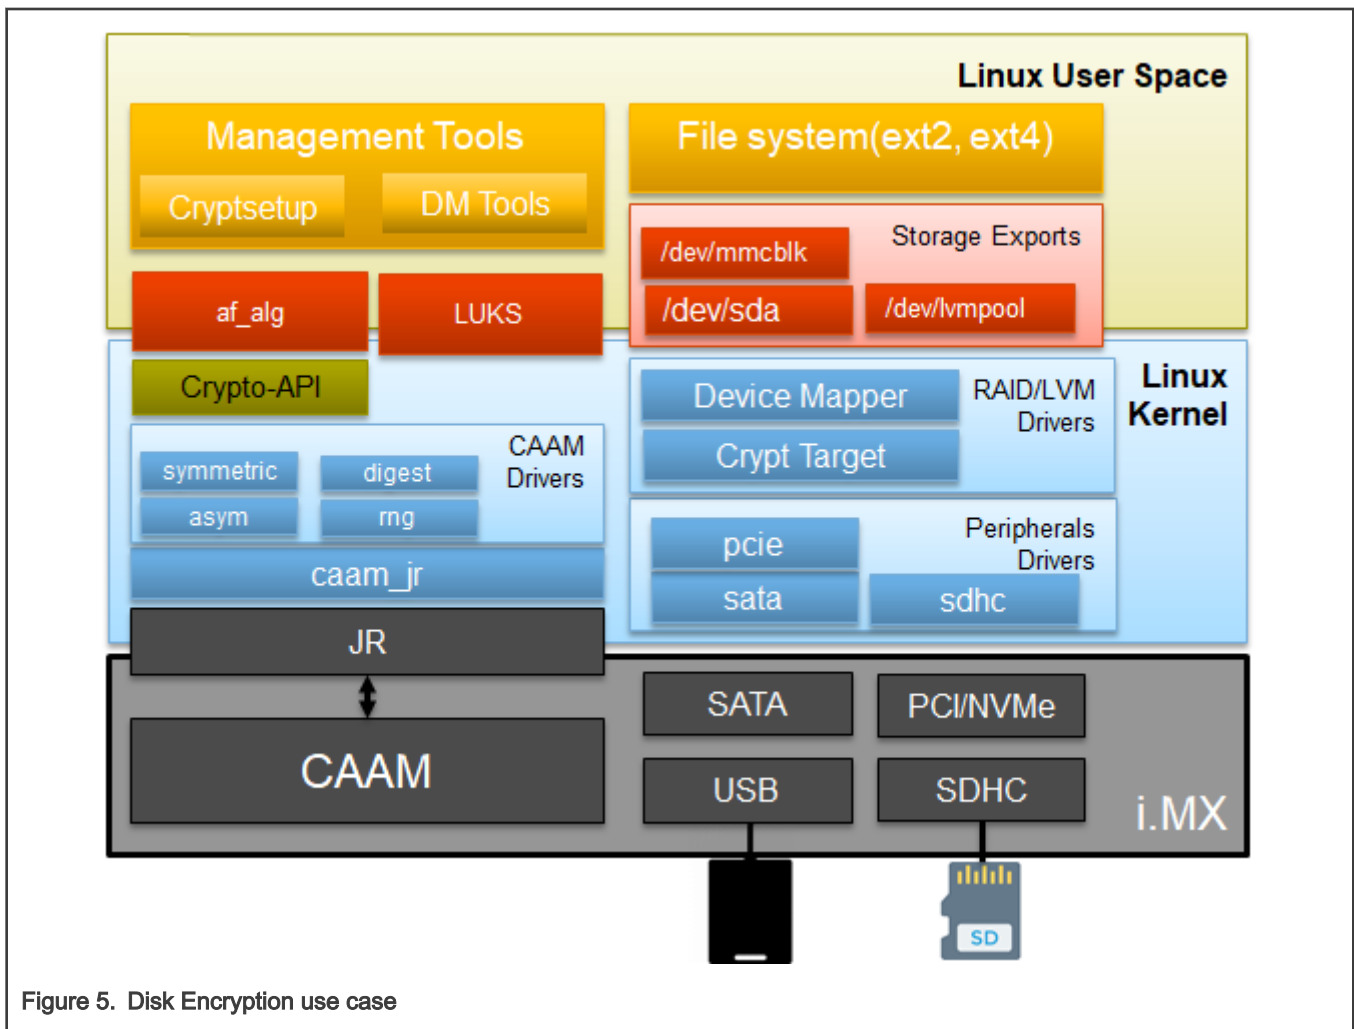 Linux User Space
Management Tools
Cryptsetup
DM Tools
File system(ext2, ext4)
Storage Exports
/dev/mmcblk
/dev/sda
/dev/lvmpool
af_alg
LUKS
Linux
Kernel
Crypto-API
CAAM
Drivers
symmetric
digest
asym
rng
caam_jr
Device Mapper
Crypt Target
RAID/LVM
Drivers
Peripherals
Drivers
pcie
sata
sdhc
JR
CAAM
SATA
PCI/NVMe
USB
SDHC
i.MX
SD
Figure 5. Disk Encryption use case